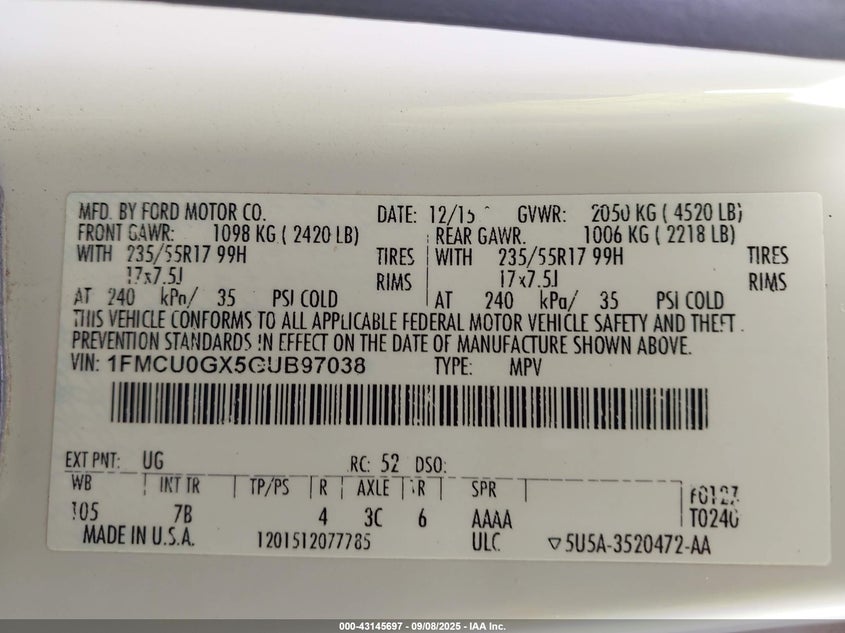 MFD. BY FORD MOTOR CO. DATE: 12/15 GVWR: 2050 KG ( 4520 LB)
FRONT GAWR: 1098 KG ( 2420 LB) REAR GAWR. 1006 KG ( 2218 LB)
WITH 235/55R17 99H TIRES WITH 235/55R17 99H TIRES
17x7.5J RIMS 17x7.5J RIMS
AT 240 kPa/ 35 PSI COLD AT 240 kPa/ 35 PSI COLD
THIS VEHICLE CONFORMS TO ALL APPLICABLE FEDERAL MOTOR VEHICLE SAFETY AND THEFT
PREVENTION STANDARDS IN EFFECT ON THE DATE OF MANUFACTURE SHOWN ABOVE.
VIN: 1FMCU0GX5GUB97038 TYPE: MPV
EXT PNT: UG RC: 52 DSO:
WB INT TR TP/PS R AXLE R SPR F0127
105 7B 4 3C 6 AAAA T0240
MADE IN U.S.A. 1201512077785 ULC ▽5U5A-3520472-AA
000-43145697 - 09/08/2025 - IAA Inc.